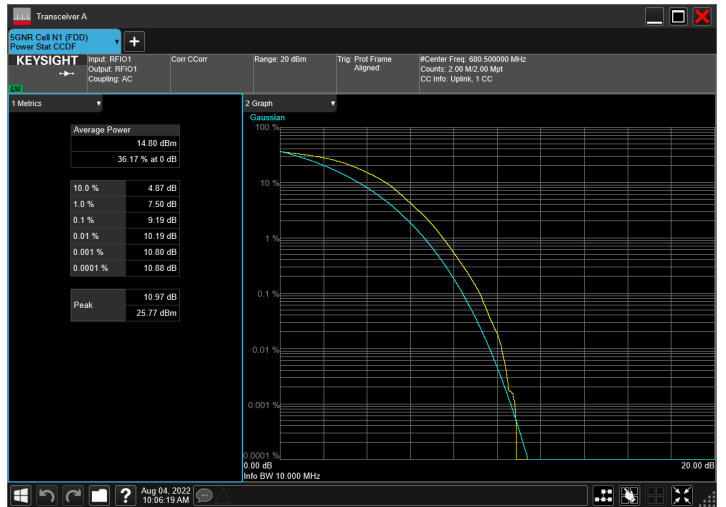 Transceiver A
5GNR Cell N1 (FDD)
Power Stat CCDF
KEYSIGHT
LXI
Input: RFIO1
Output: RFIO1
Coupling: AC
Corr CCorr
Range: 20 dBm
Trig: Prot Frame
Aligned
#Center Freq: 680.500000 MHz
Counts: 2.00 M/2.00 Mpt
CC Info: Uplink, 1 CC
1 Metrics
Average Power
14.80 dBm
36.17 % at 0 dB
10.0 % 4.87 dB
1.0 % 7.50 dB
0.1 % 9.19 dB
0.01 % 10.19 dB
0.001 % 10.80 dB
0.0001 % 10.88 dB
Peak
10.97 dB
25.77 dBm
2 Graph
Gaussian
100 %
10 %
1 %
0.1 %
0.01 %
0.001 %
0.0001 %
0.00 dB
20.00 dB
Info BW 10.000 MHz
?
Aug 04, 2022
10:06:19 AM